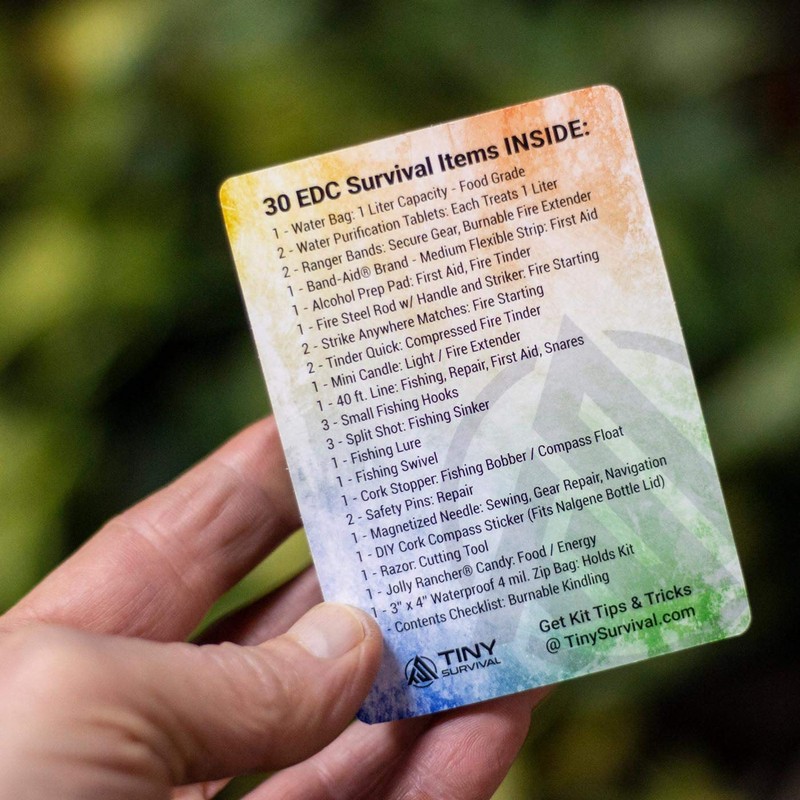 30 EDC Survival Items INSIDE:
1 - Water Bag: 1 Liter Capacity - Food Grade
2 - Water Purification Tablets: Each Treats 1 Liter
2 - Ranger Bands: Secure Gear, Burnable Fire Extender
1 - Band-Aid® Brand - Medium Flexible Strip: First Aid
1 - Alcohol Prep Pad: First Aid, Fire Tinder
1 - Fire Steel Rod w/ Handle and Striker: Fire Starting
2 - Strike Anywhere Matches: Fire Starting
2 - Tinder Quick: Compressed Fire Tinder
1 - Mini Candle: Light / Fire Extender
1 - 40 ft. Line: Fishing, Repair, First Aid, Snares
3 - Small Fishing Hooks
3 - Split Shot: Fishing Sinker
1 - Fishing Lure
1 - Fishing Swivel
1 - Cork Stopper: Fishing Bobber / Compass Float
2 - Safety Pins: Repair
1 - Magnetized Needle: Sewing, Gear Repair, Navigation
1 - DIY Cork Compass Sticker (Fits Nalgene Bottle Lid)
1 - Razor: Cutting Tool
1 - Jolly Rancher® Candy: Food / Energy
1 - 3" x 4" Waterproof 4 mil. Zip Bag: Holds Kit
- Contents Checklist: Burnable Kindling
TINY
SURVIVAL
Get Kit Tips & Tricks
@ TinySurvival.com